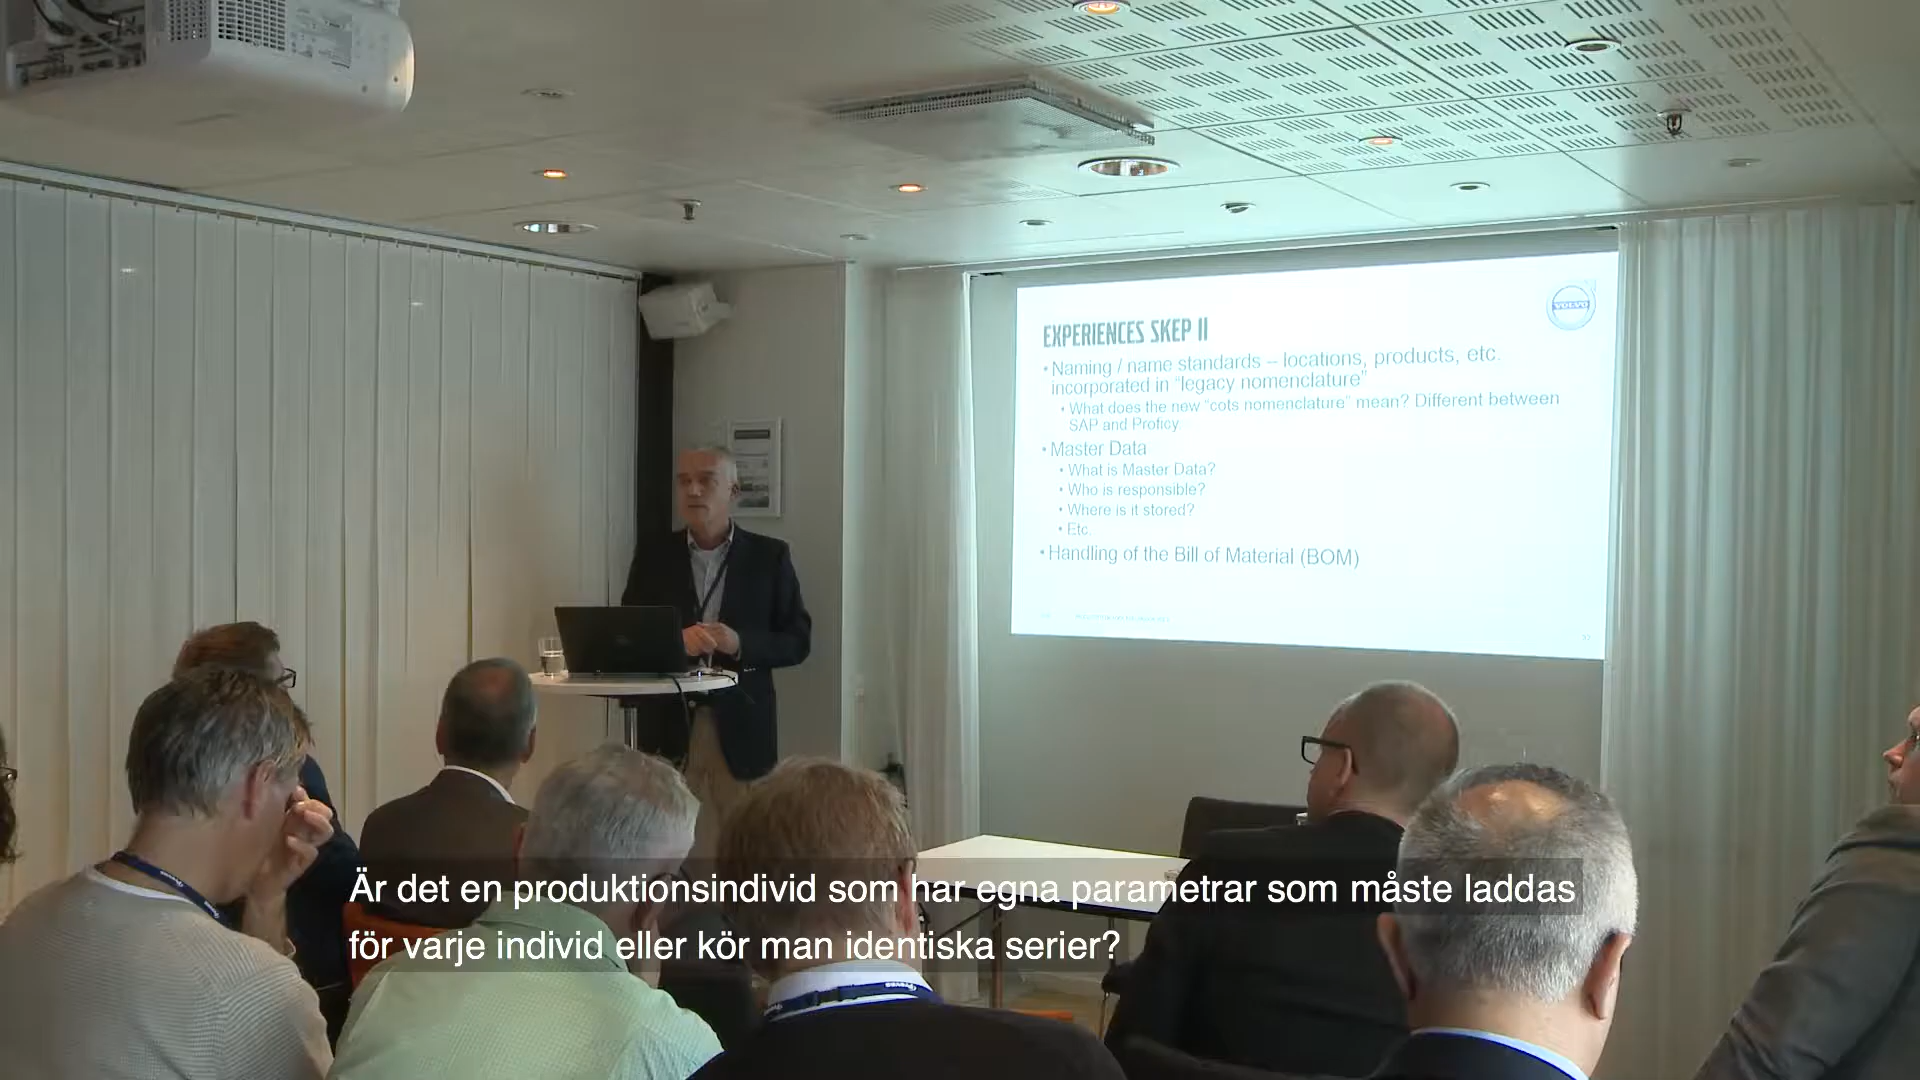 VOLVO
EXPERIENCES SKEP II
•Naming / name standards – locations, products, etc.
incorporated in “legacy nomenclature”
•What does the new “cots nomenclature” mean? Different between
SAP and Proficy
•Master Data
•What is Master Data?
•Who is responsible?
•Where is it stored?
•Etc.
•Handling of the Bill of Material (BOM)
Är det en produktionsindivid som har egna parametrar som måste laddas
för varje individ eller kör man identiska serier?
Prevas